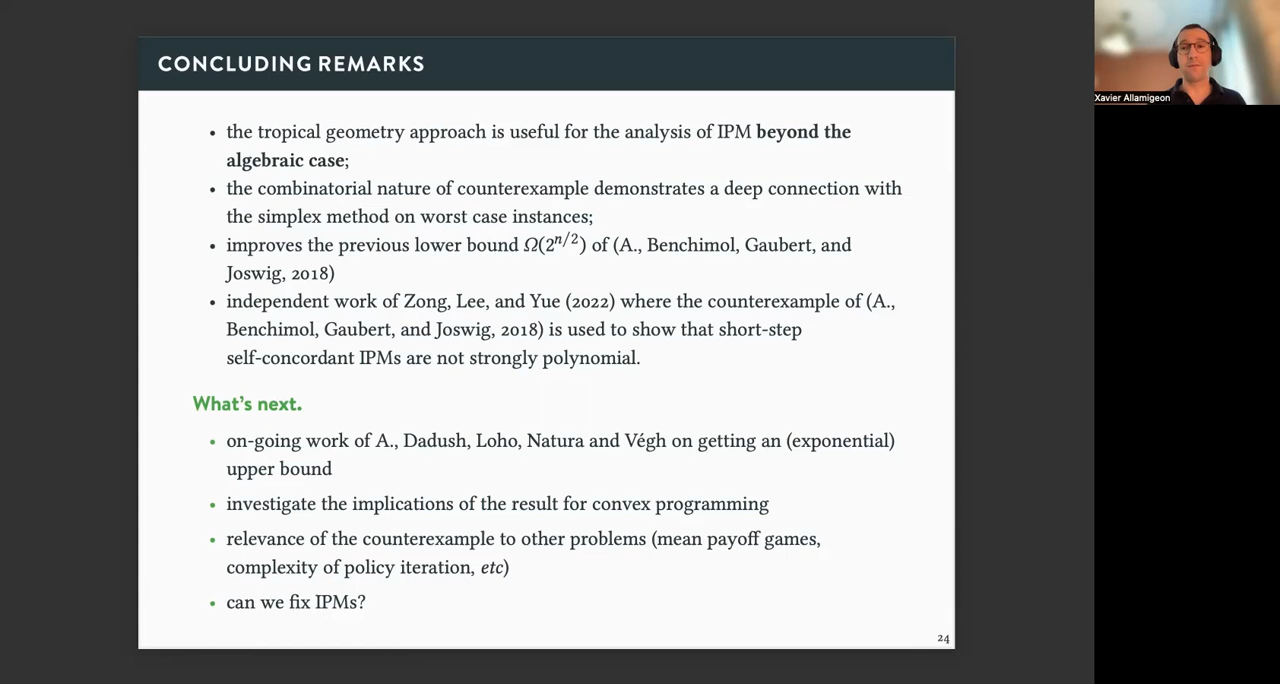 CONCLUDING REMARKS
• the tropical geometry approach is useful for the analysis of IPM beyond the
algebraic case;
• the combinatorial nature of counterexample demonstrates a deep connection with
the simplex method on worst case instances;
• improves the previous lower bound Ω(2^{n/2}) of (A., Benchimol, Gaubert, and
Joswig, 2018)
• independent work of Zong, Lee, and Yue (2022) where the counterexample of (A.,
Benchimol, Gaubert, and Joswig, 2018) is used to show that short-step
self-concordant IPMs are not strongly polynomial.
What's next.
• on-going work of A., Dadush, Loho, Natura and Végh on getting an (exponential)
upper bound
• investigate the implications of the result for convex programming
• relevance of the counterexample to other problems (mean payoff games,
complexity of policy iteration, etc)
• can we fix IPMs?
24
Xavier Allamigeon